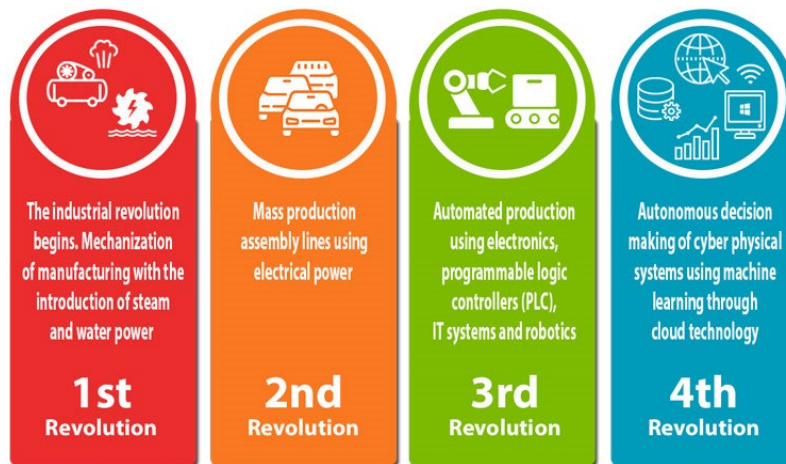 The industrial revolution
begins. Mechanization
of manufacturing with the
introduction of steam
and water power
1st
Revolution
Mass production
assembly lines using
electrical power
2nd
Revolution
Automated production
using electronics,
programmable logic
controllers (PLC),
IT systems and robotics
3rd
Revolution
Autonomous decision
making of cyber physical
systems using machine
learning through
cloud technology
4th
Revolution